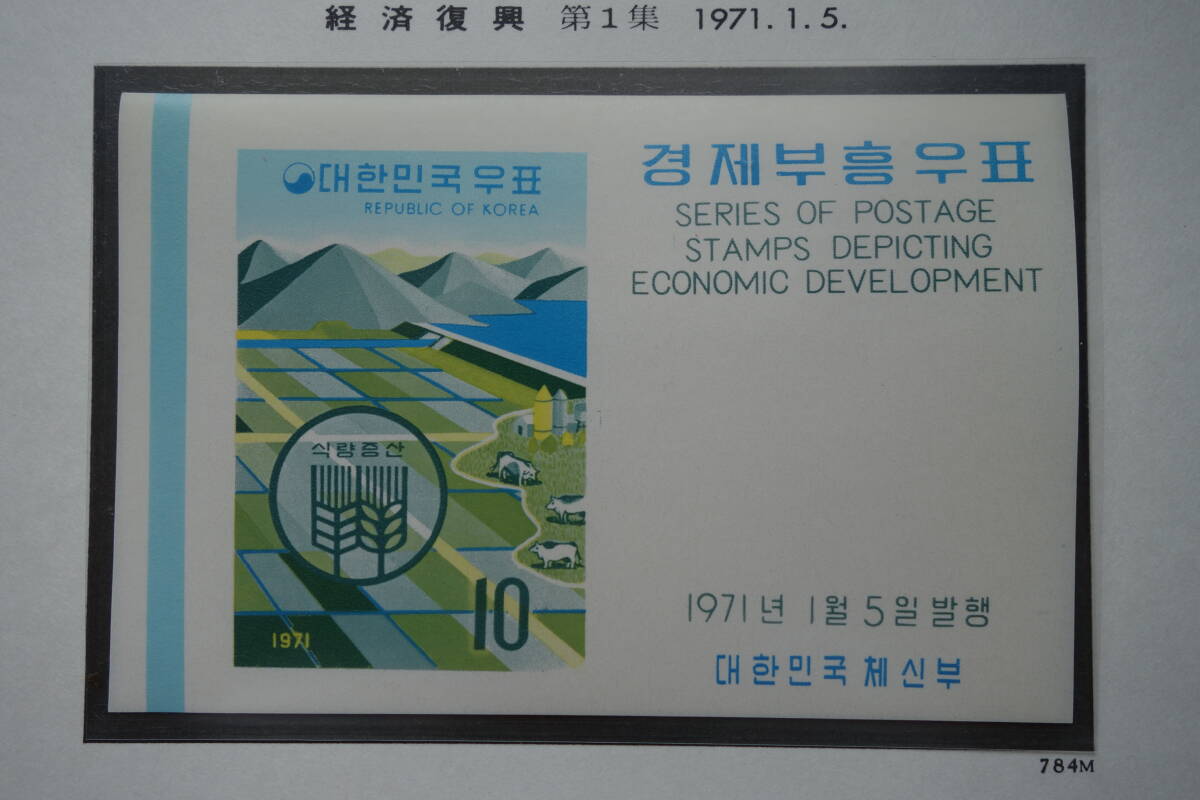 経済復興 第1集 1971.1.5.
대한민국우표
REPUBLIC OF KOREA
식량증산
10
1971
경제부흥우표
SERIES OF POSTAGE
STAMPS DEPICTING
ECONOMIC DEVELOPMENT
1971년 1월 5일 발행
대한민국 체신부
784M